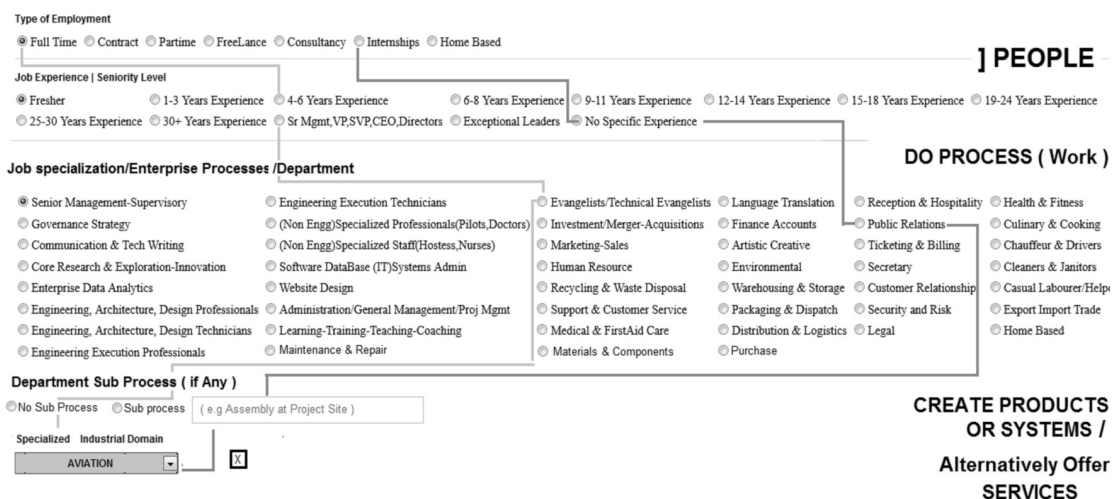 Type of Employment
Full Time Contract Partime FreeLance Consultancy Internships Home Based
] PEOPLE
Job Experience | Seniority Level
Fresher 1-3 Years Experience 4-6 Years Experience 6-8 Years Experience 9-11 Years Experience 12-14 Years Experience 15-18 Years Experience 19-24 Years Experience
25-30 Years Experience 30+ Years Experience Sr Mgmt,VP,SVP,CEO,Directors Exceptional Leaders No Specific Experience
DO PROCESS ( Work )
Job specialization/Enterprise Processes /Department
Senior Management-Supervisory Engineering Execution Technicians Evangelists/Technical Evangelists Language Translation Reception & Hospitality Health & Fitness
Governance Strategy (Non Engg)Specialized Professionals(Pilots,Doctors) Investment/Merger-Acquisitions Finance Accounts Public Relations Culinary & Cooking
Communication & Tech Writing (Non Engg)Specialized Staff(Hostess,Nurses) Marketing-Sales Artistic Creative Ticketing & Billing Chauffeur & Drivers
Core Research & Exploration-Innovation Software DataBase (IT)Systems Admin Human Resource Environmental Secretary Cleaners & Janitors
Enterprise Data Analytics Website Design Recycling & Waste Disposal Warehousing & Storage Customer Relationship Casual Labourer/Helpe
Engineering, Architecture, Design Professionals Administration/General Management/Proj Mgmt Support & Customer Service Packaging & Dispatch Security and Risk Export Import Trade
Engineering, Architecture, Design Technicians Learning-Training-Teaching-Coaching Medical & FirstAid Care Distribution & Logistics Legal Home Based
Engineering Execution Professionals Maintenance & Repair Materials & Components Purchase
Department Sub Process ( if Any )
No Sub Process Sub process ( e.g Assembly at Project Site )
CREATE PRODUCTS
OR SYSTEMS /
Specialized Industrial Domain
AVIATION X
Alternatively Offer
SERVICES